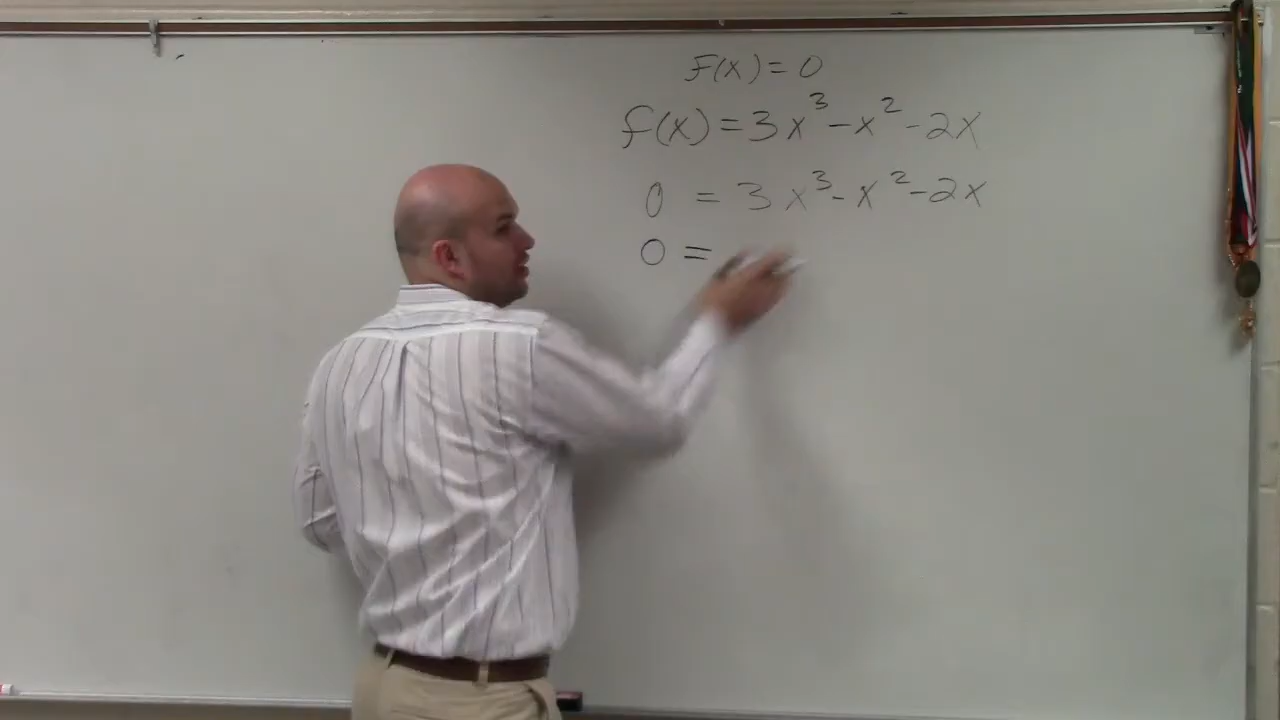 f(x) = 0
f(x) = 3x³ - x² - 2x
0 = 3x³ - x² - 2x
0 =